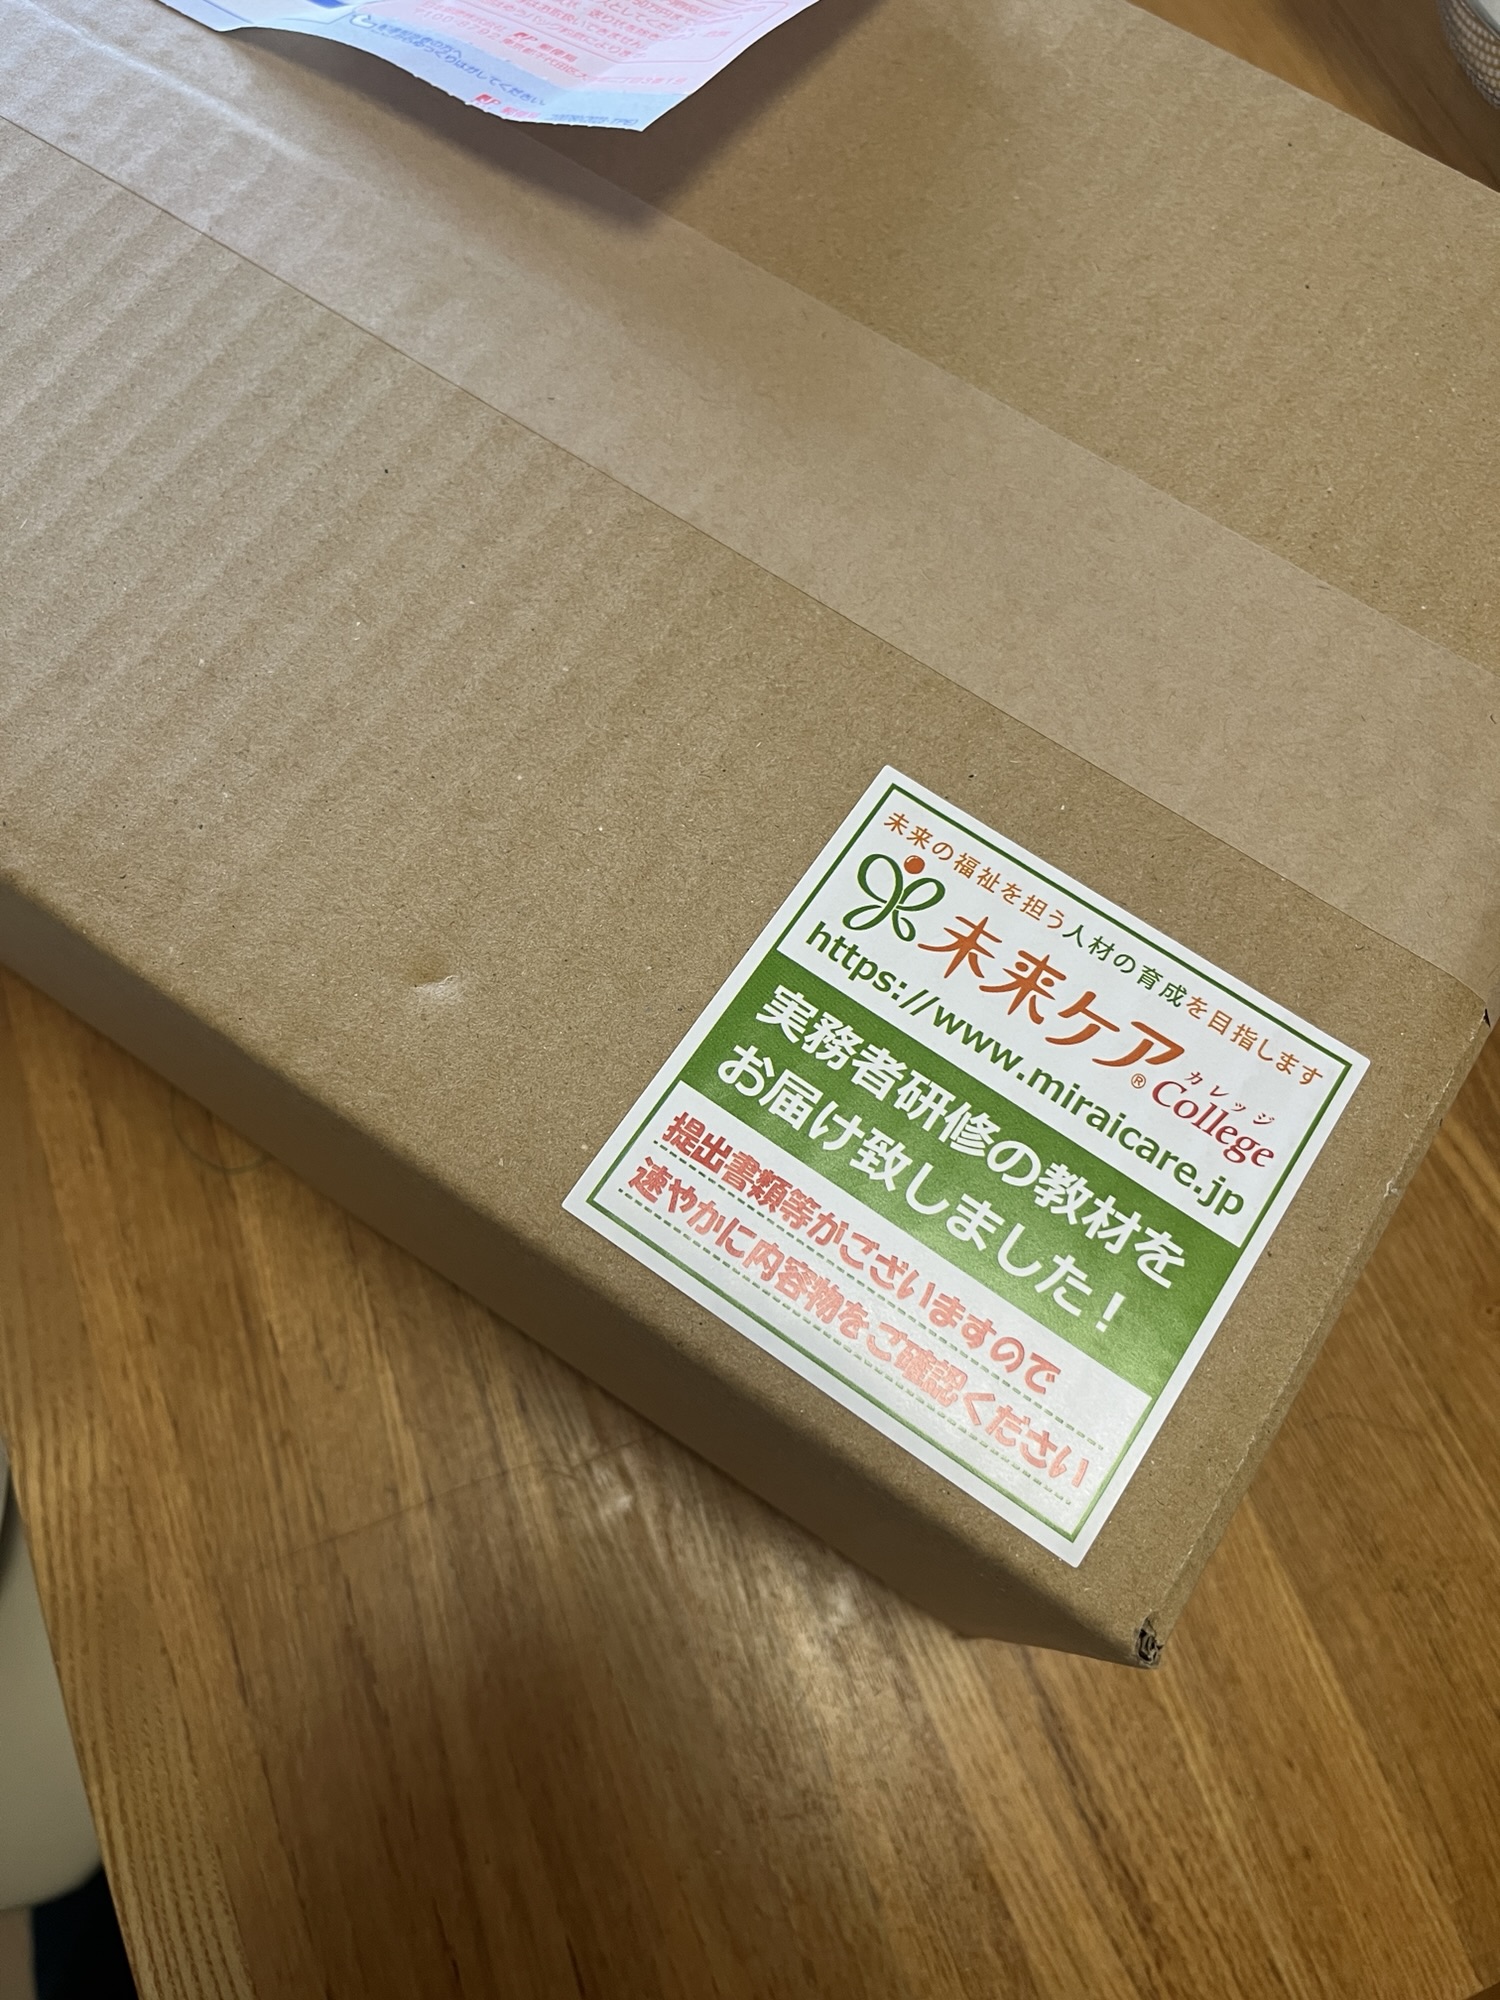 未来の福祉を担う人材の育成を目指します
未来ケア®
カレッジ
College
https://www.miraicare.jp
実務者研修の教材を
お届け致しました！
提出書類等がございますので
速やかに内容物をご確認ください